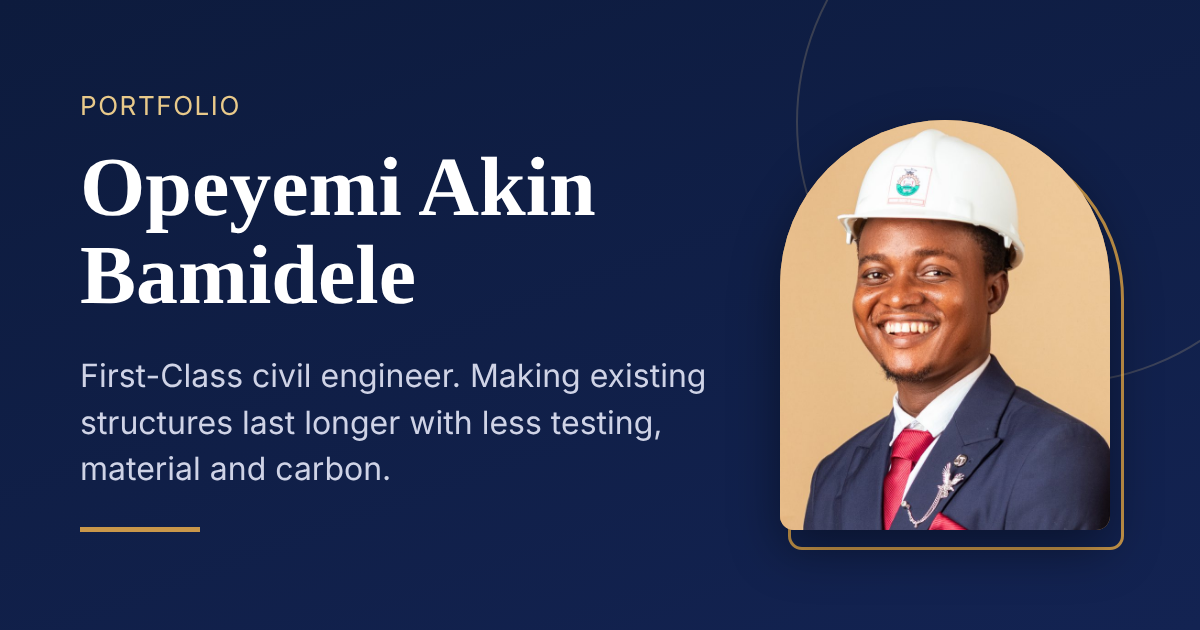 PORTFOLIO
Opeyemi Akin
Bamidele
First-Class civil engineer. Making existing
structures last longer with less testing,
material and carbon.